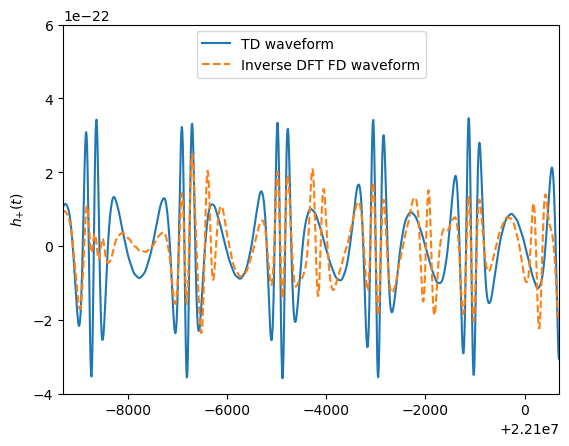 1e−22
6
4
2
0
−2
−4
h₊(t)
TD waveform
Inverse DFT FD waveform
−8000 −6000 −4000 −2000 0
+2.21e7